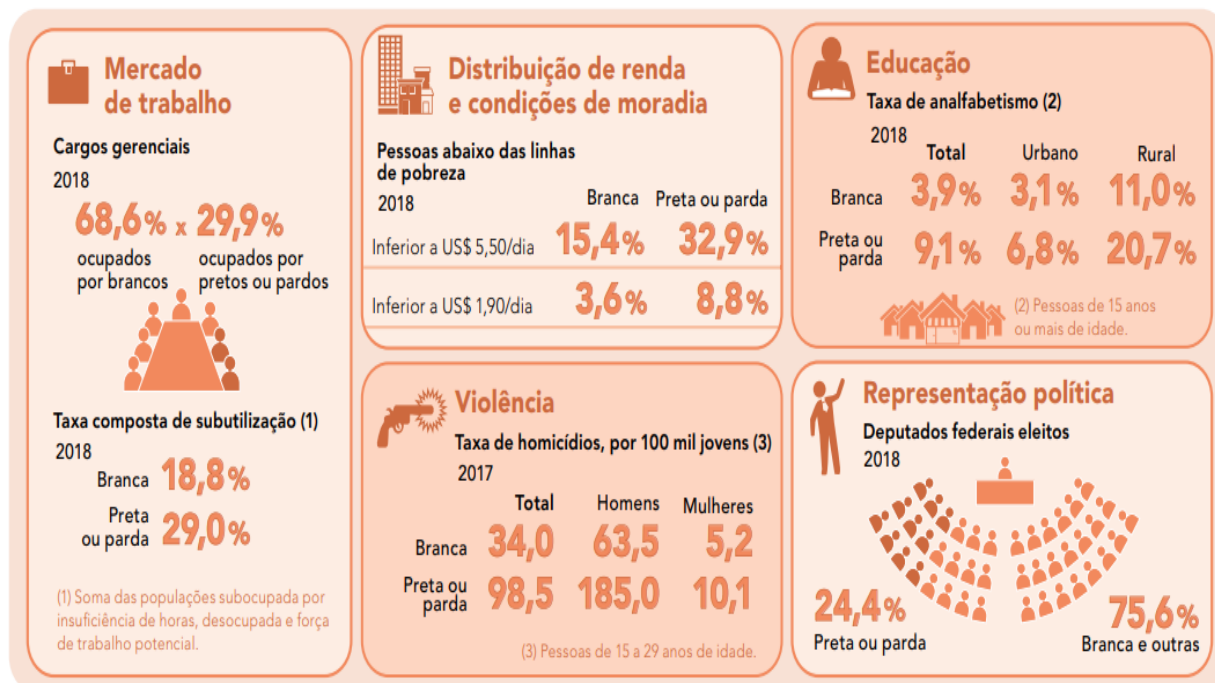 Mercado
de trabalho
Cargos gerenciais
2018
68,6% x 29,9%
ocupados
por brancos
ocupados por
pretos ou pardos
Taxa composta de subutilização (1)
2018
Branca 18,8%
Preta
ou parda 29,0%
(1) Soma das populações subocupada por
insuficiência de horas, desocupada e força
de trabalho potencial.
Distribuição de renda
e condições de moradia
Pessoas abaixo das linhas
de pobreza
2018
Branca Preta ou parda
Inferior a US$ 5,50/dia 15,4% 32,9%
Inferior a US$ 1,90/dia 3,6% 8,8%
Educação
Taxa de analfabetismo (2)
2018
Total Urbano Rural
Branca 3,9% 3,1% 11,0%
Preta ou
parda 9,1% 6,8% 20,7%
(2) Pessoas de 15 anos
ou mais de idade.
Violência
Taxa de homicídios, por 100 mil jovens (3)
2017
Total Homens Mulheres
Branca 34,0 63,5 5,2
Preta ou
parda 98,5 185,0 10,1
(3) Pessoas de 15 a 29 anos de idade.
Representação política
Deputados federais eleitos
2018
24,4%
Preta ou parda
75,6%
Branca e outras